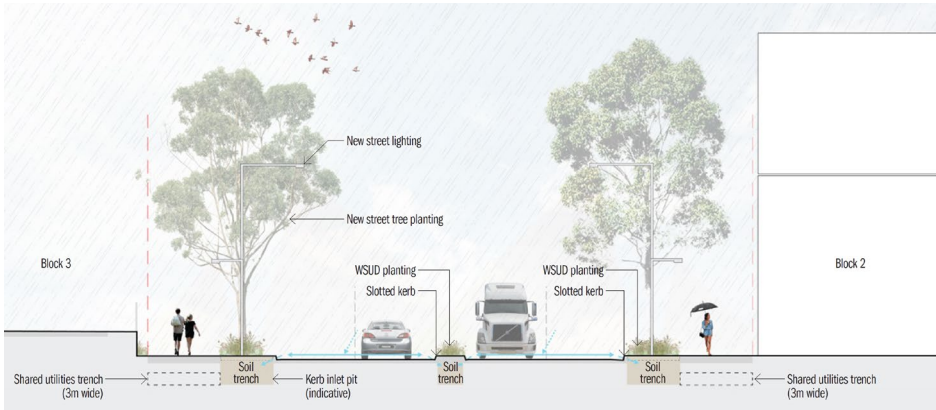 New street lighting
New street tree planting
Block 3
Block 2
WSUD planting
Slotted kerb
WSUD planting
Slotted kerb
Soil
trench
Soil
trench
Soil
trench
Shared utilities trench
(3m wide)
Kerb inlet pit
(indicative)
Shared utilities trench
(3m wide)